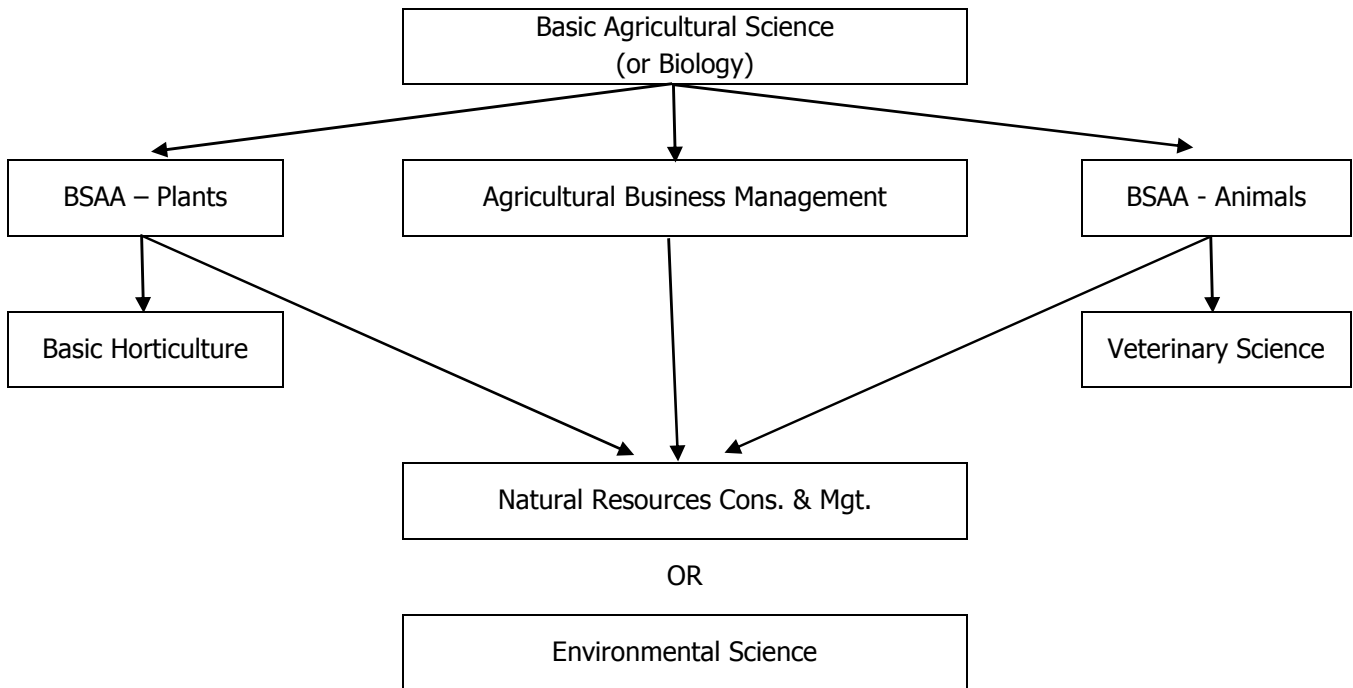 Basic Agricultural Science
(or Biology)
BSAA – Plants
Agricultural Business Management
BSAA - Animals
Basic Horticulture
Veterinary Science
Natural Resources Cons. & Mgt.
OR
Environmental Science